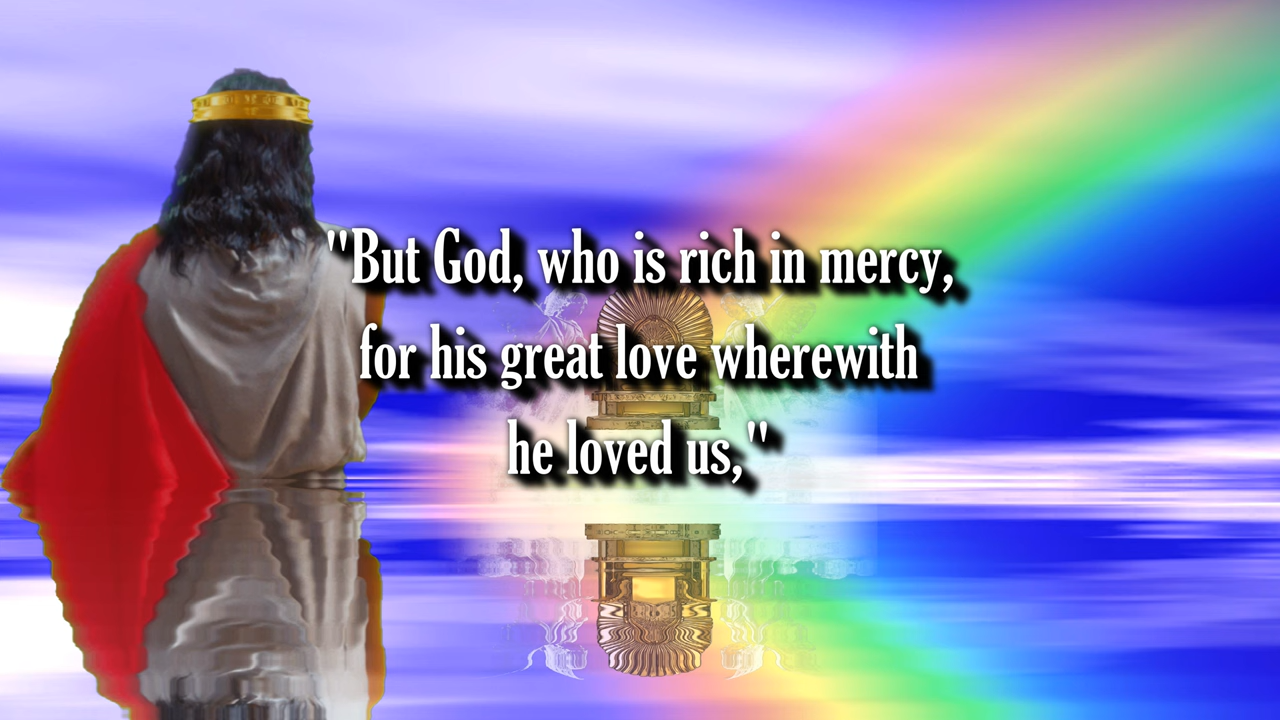 "But God, who is rich in mercy,
for his great love wherewith
he loved us,"